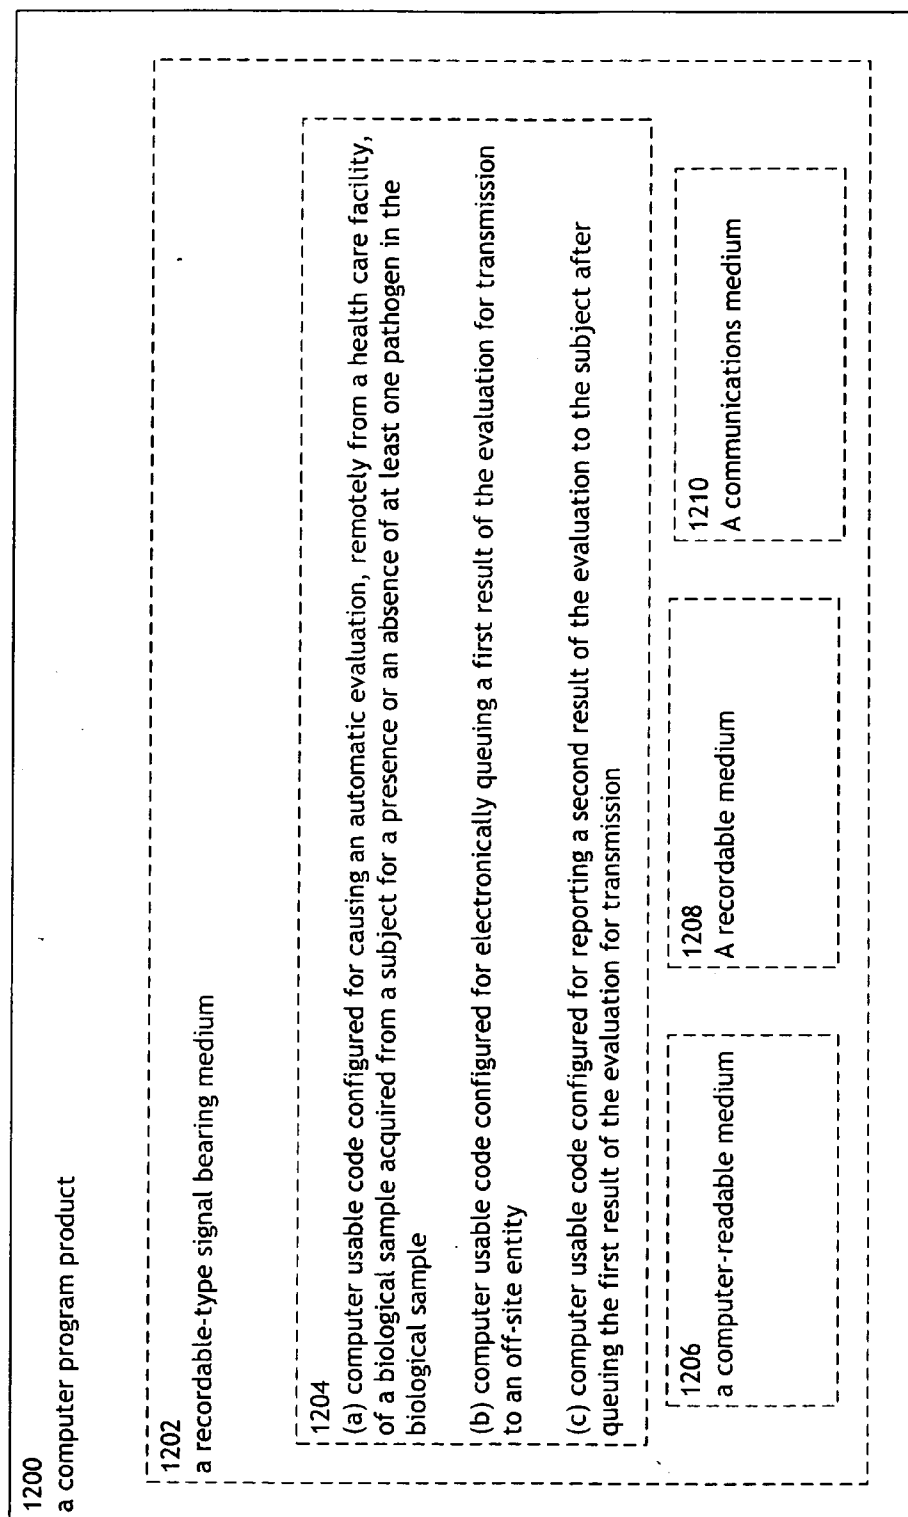 1200
a computer program product
1202
a recordable-type signal bearing medium
1204
(a) computer usable code configured for causing an automatic evaluation, remotely from a health care facility,
of a biological sample acquired from a subject for a presence or an absence of at least one pathogen in the
biological sample
(b) computer usable code configured for electronically queuing a first result of the evaluation for transmission
to an off-site entity
(c) computer usable code configured for reporting a second result of the evaluation to the subject after
queuing the first result of the evaluation for transmission
1206
a computer-readable medium
1208
A recordable medium
1210
A communications medium